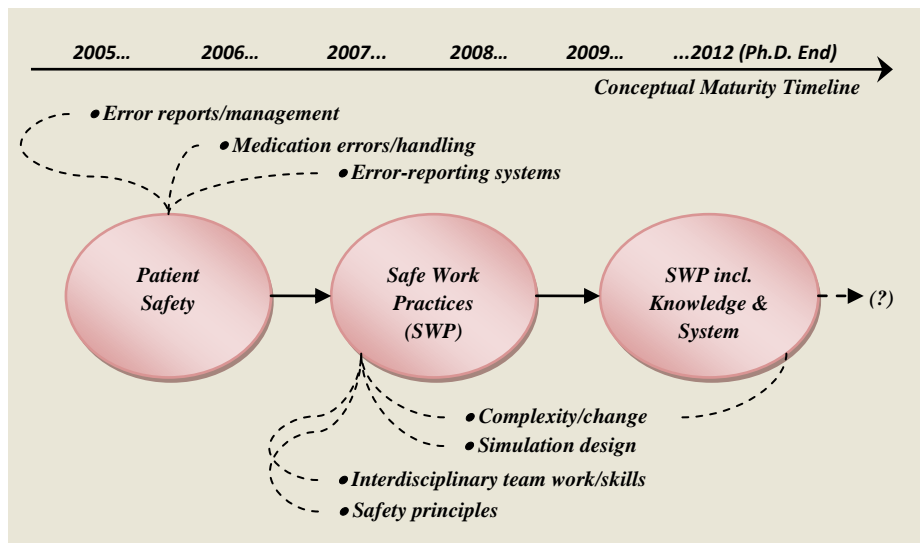 2005... 2006... 2007... 2008... 2009... ...2012 (Ph.D. End)
Conceptual Maturity Timeline
• Error reports/management
• Medication errors/handling
• Error-reporting systems
Patient
Safety
Safe Work
Practices
(SWP)
SWP incl.
Knowledge &
System
(?)
• Complexity/change
• Simulation design
• Interdisciplinary team work/skills
• Safety principles